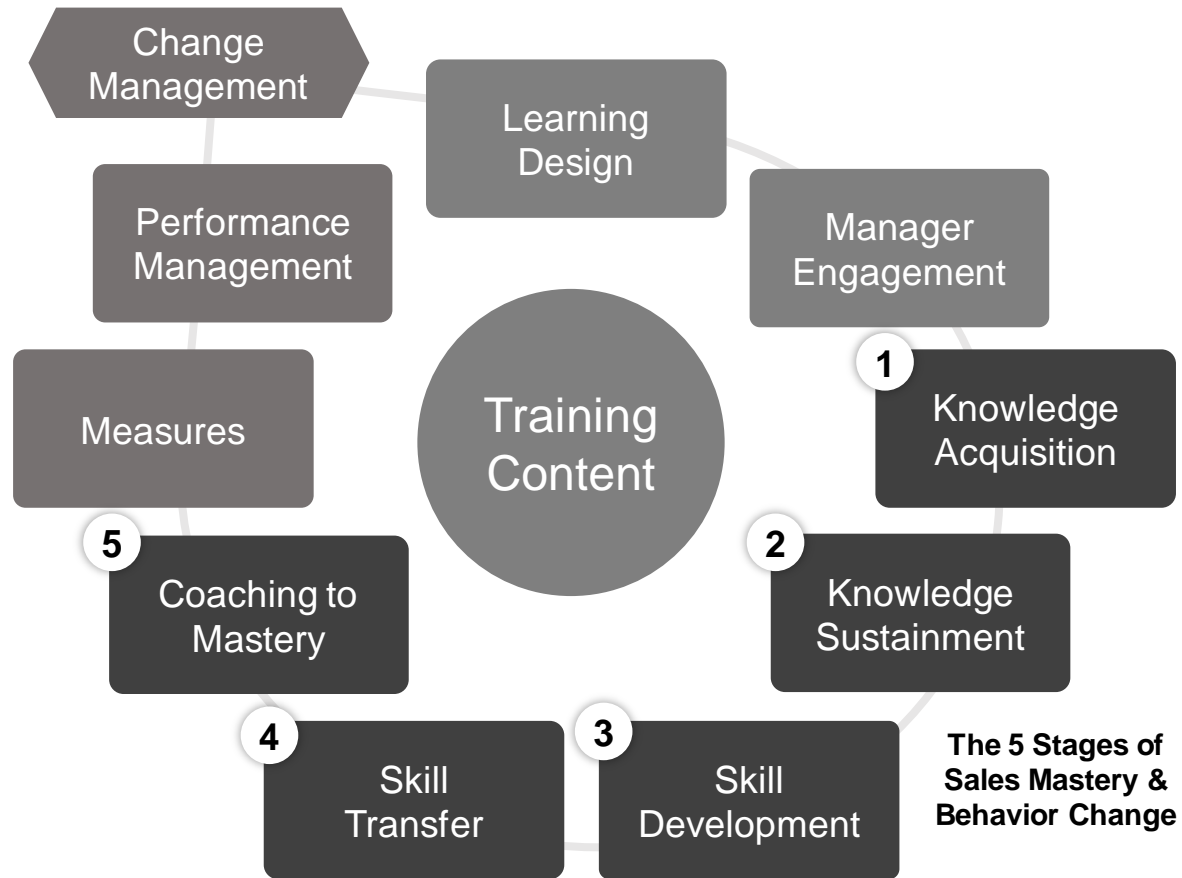 Change
Management
Learning
Design
Manager
Engagement
Performance
Management
Training
Content
1
Knowledge
Acquisition
Measures
2
Knowledge
Sustainment
5
Coaching to
Mastery
3
Skill
Development
4
Skill
Transfer
The 5 Stages of
Sales Mastery &
Behavior Change